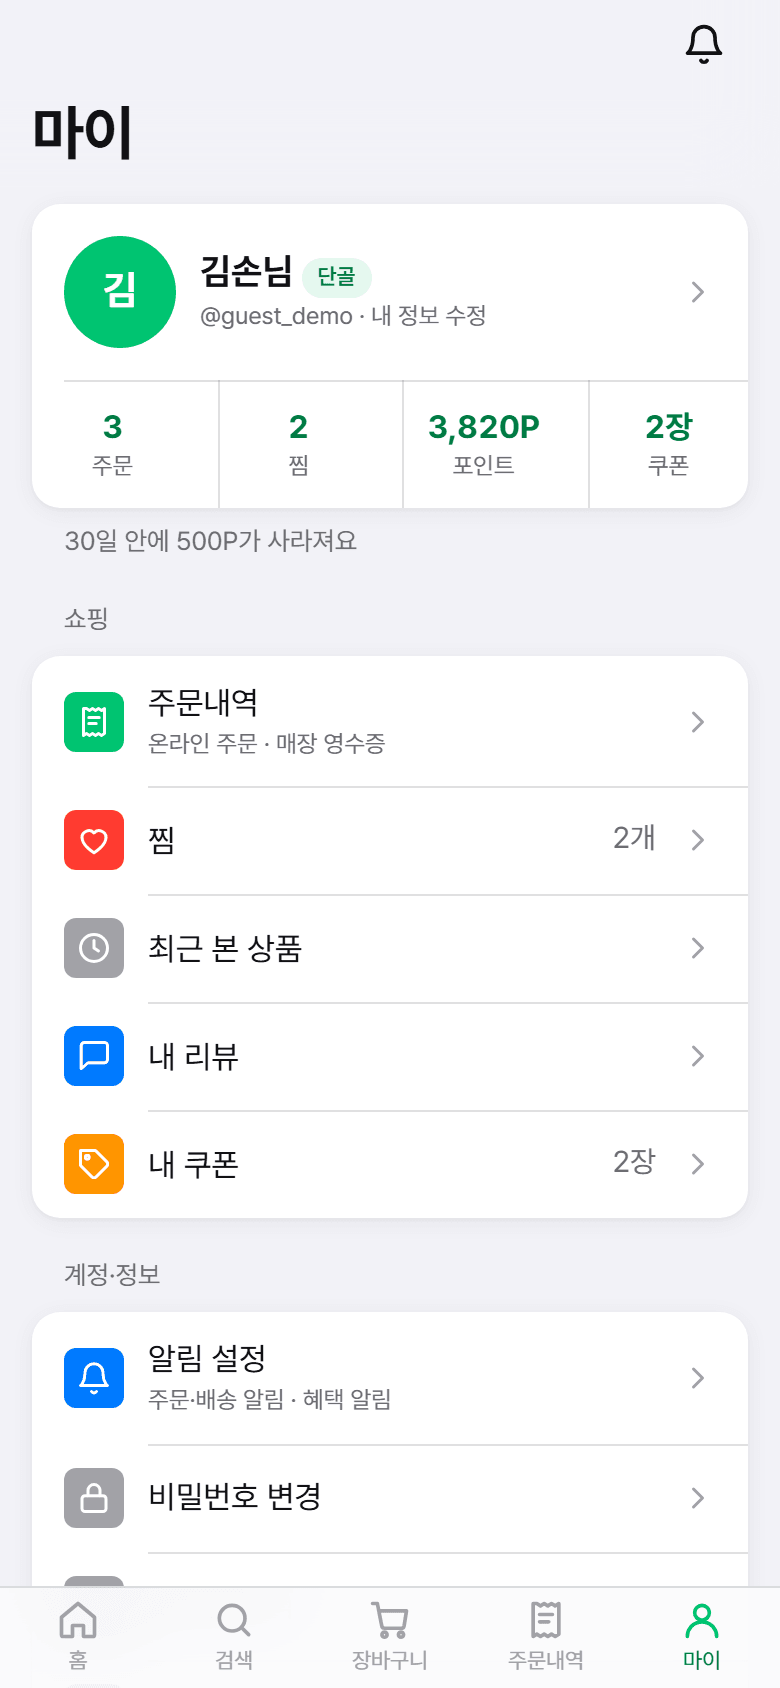 마이
김
김손님 단골
@guest_demo · 내 정보 수정
3 2 3,820P 2장
주문 찜 포인트 쿠폰
30일 안에 500P가 사라져요
쇼핑
주문내역
온라인 주문 · 매장 영수증
찜 2개
최근 본 상품
내 리뷰
내 쿠폰 2장
계정·정보
알림 설정
주문·배송 알림 · 혜택 알림
비밀번호 변경
홈 검색 장바구니 주문내역 마이